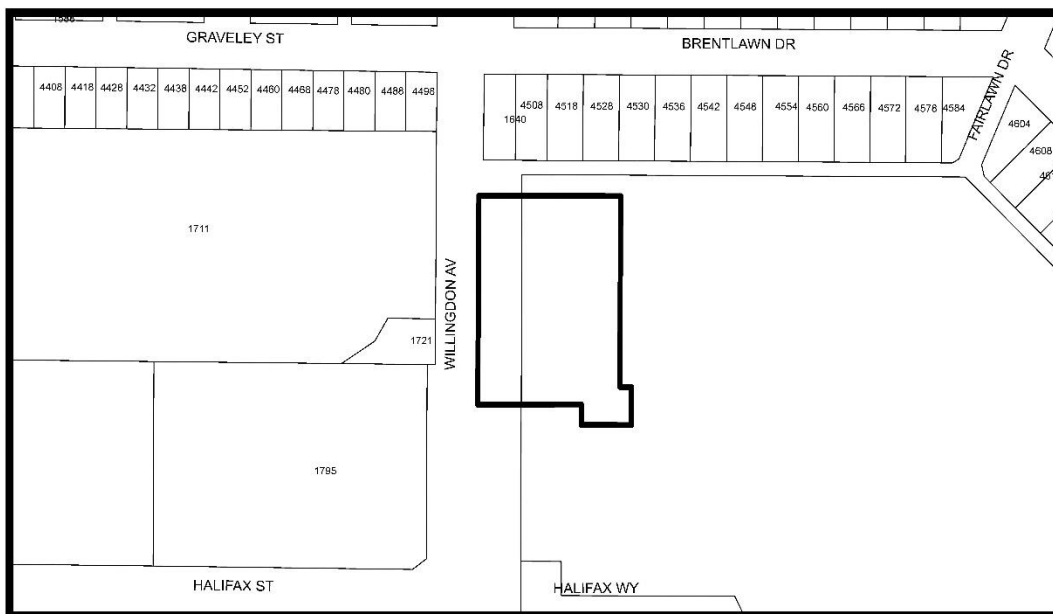 GRAVELEY ST
BRENTLAWN DR
FAIRLAWN DR
4408 4418 4428 4432 4438 4442 4452 4460 4468 4478 4480 4486 4498
4508 4518 4528 4530 4536 4542 4548 4554 4560 4566 4572 4578 4584
1640
4604
4608
1711
WILLINGDON AV
1721
1795
HALIFAX ST
HALIFAX WY